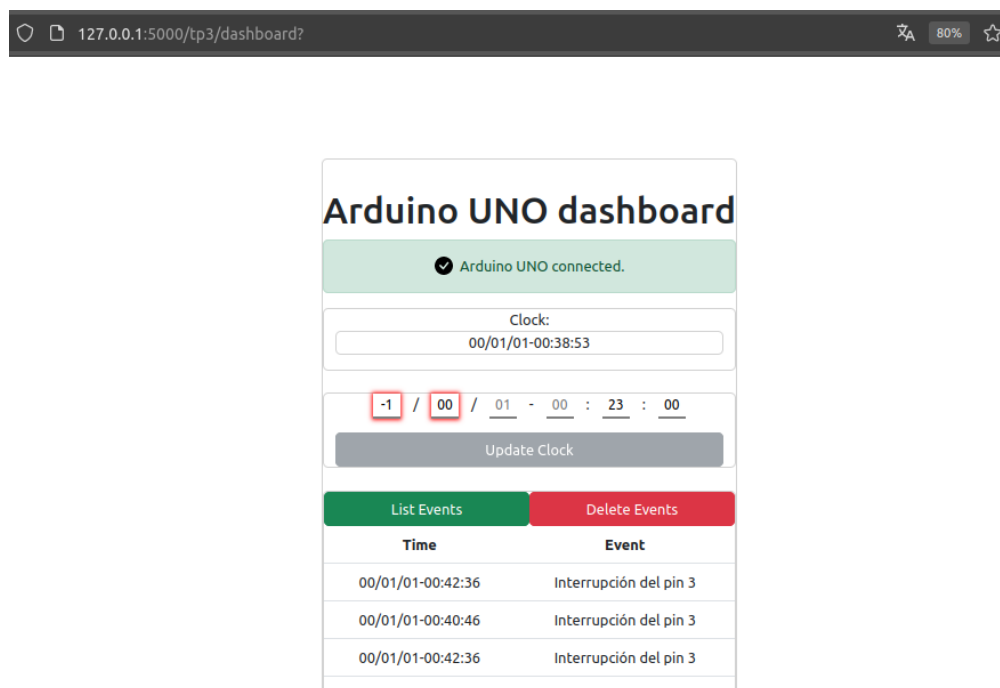 127.0.0.1:5000/tp3/dashboard? 80%
Arduino UNO dashboard
Arduino UNO connected.
Clock:
00/01/01-00:38:53
-1 / 00 / 01 - 00 : 23 : 00
Update Clock
List Events Delete Events
Time Event
00/01/01-00:42:36 Interrupción del pin 3
00/01/01-00:40:46 Interrupción del pin 3
00/01/01-00:42:36 Interrupción del pin 3